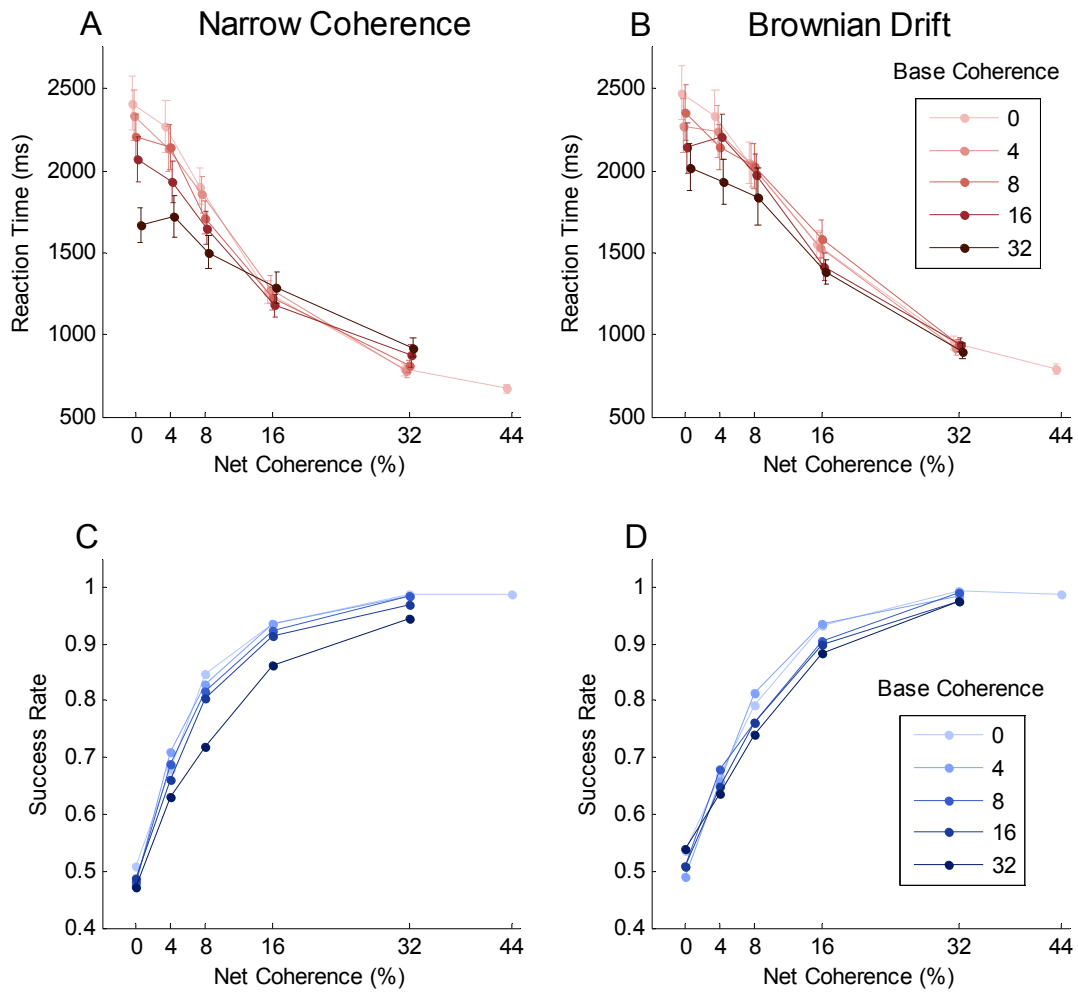 A
Narrow Coherence
2500
2000
1500
1000
500
Reaction Time (ms)
0 4 8 16 32 44
Net Coherence (%)
B
Brownian Drift
2500
2000
1500
1000
500
Reaction Time (ms)
0 4 8 16 32 44
Net Coherence (%)
Base Coherence
0
4
8
16
32
C
1
0.9
0.8
0.7
0.6
0.5
0.4
Success Rate
0 4 8 16 32 44
Net Coherence (%)
D
1
0.9
0.8
0.7
0.6
0.5
0.4
Success Rate
0 4 8 16 32 44
Net Coherence (%)
Base Coherence
0
4
8
16
32